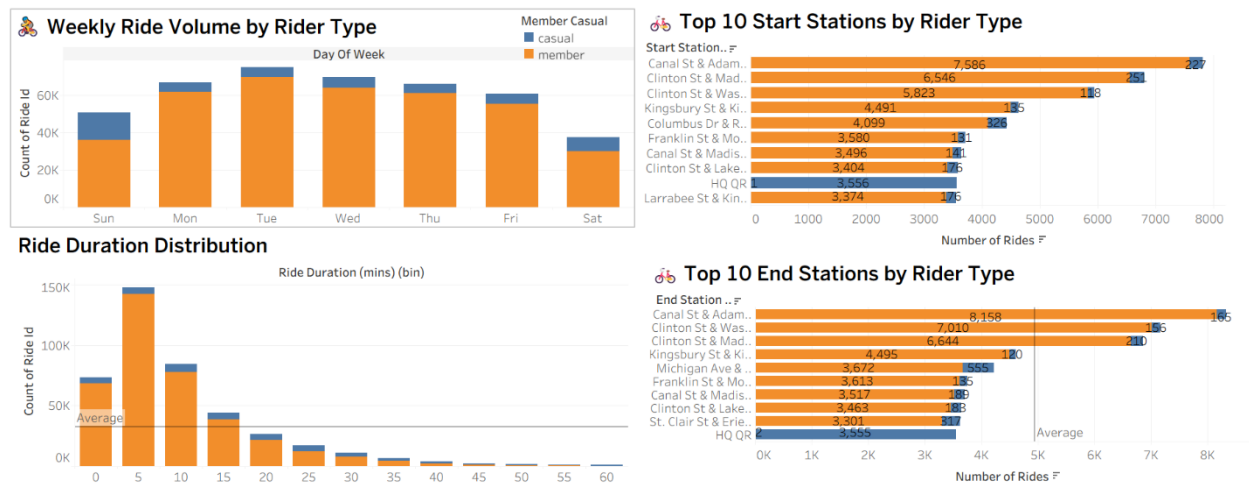 🚴 Weekly Ride Volume by Rider Type
Member Casual
casual
member
Day Of Week
Count of Ride Id
60K
40K
20K
0K
Sun Mon Tue Wed Thu Fri Sat
🚲 Top 10 Start Stations by Rider Type
Start Station..
Canal St & Adam.. 7,586 227
Clinton St & Mad.. 6,546 251
Clinton St & Was.. 5,823 118
Kingsbury St & Ki.. 4,491 135
Columbus Dr & R.. 4,099 326
Franklin St & Mo.. 3,580 131
Canal St & Madis.. 3,496 141
Clinton St & Lake.. 3,404 176
HQ QR 1 3,556
Larrabee St & Kin.. 3,374 176
0 1000 2000 3000 4000 5000 6000 7000 8000
Number of Rides
Ride Duration Distribution
Ride Duration (mins) (bin)
Count of Ride Id
150K
100K
50K
Average
0K
0 5 10 15 20 25 30 35 40 45 50 55 60
🚲 Top 10 End Stations by Rider Type
End Station ..
Canal St & Adam.. 8,158 165
Clinton St & Was.. 7,010 156
Clinton St & Mad.. 6,644 210
Kingsbury St & Ki.. 4,495 120
Michigan Ave & .. 3,672 555
Franklin St & Mo.. 3,613 135
Canal St & Madis.. 3,517 189
Clinton St & Lake.. 3,463 183
St. Clair St & Erie.. 3,301 317
HQ QR 2 3,555
Average
0K 1K 2K 3K 4K 5K 6K 7K 8K
Number of Rides